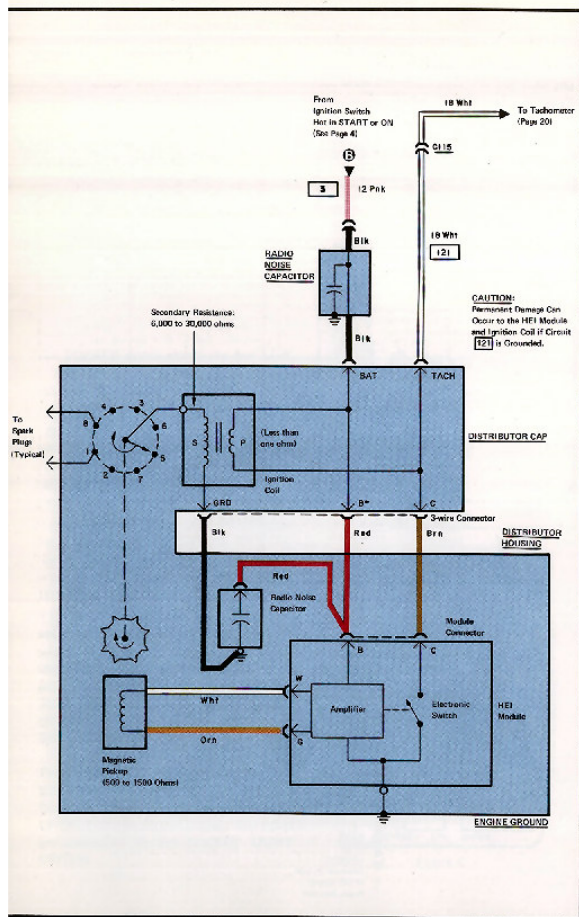 From
Ignition Switch
Hot in START or ON
(See Page 4)
B
3
12 Pnk
Blk
RADIO
NOISE
CAPACITOR
Blk
18 Wht
To Tachometer
(Page 20)
G115
18 Wht
121
CAUTION:
Permanent Damage Can
Occur to the HEI Module
and Ignition Coil if Circuit
121 is Grounded.
Secondary Resistance:
6,000 to 30,000 ohms
BAT
TACH
To
Spark
Plugs
(Typical)
4
3
8
6
1
5
2
7
S
P
(Less than
one ohm)
Ignition
Coil
DISTRIBUTOR CAP
GRD
B+
C
3-wire Connector
Blk
Red
Brn
DISTRIBUTOR
HOUSING
Red
Radio Noise
Capacitor
Module
Connector
B
C
W
Wht
G
Orn
Amplifier
Electronic
Switch
HEI
Module
Magnetic
Pickup
(500 to 1500 Ohms)
ENGINE GROUND